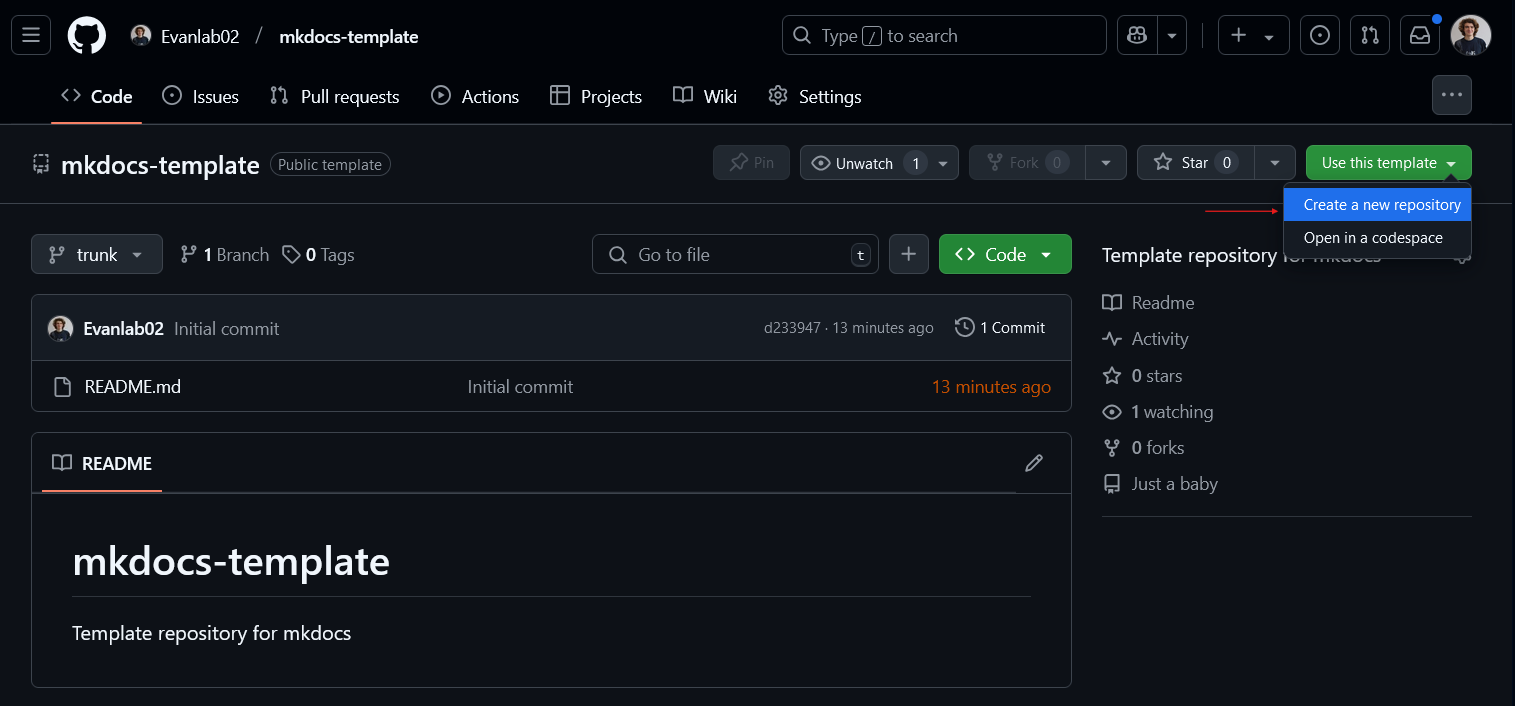 Evanlab02 / mkdocs-template
Type / to search
Code Issues Pull requests Actions Projects Wiki Settings
mkdocs-template Public template
Pin Unwatch 1 Fork 0 Star 0 Use this template
Create a new repository
Open in a codespace
trunk 1 Branch 0 Tags Go to file t Code
Template repository for mkdocs
Evanlab02 Initial commit d233947 · 13 minutes ago 1 Commit
README.md Initial commit 13 minutes ago
Readme
Activity
0 stars
1 watching
0 forks
Just a baby
README
mkdocs-template
Template repository for mkdocs